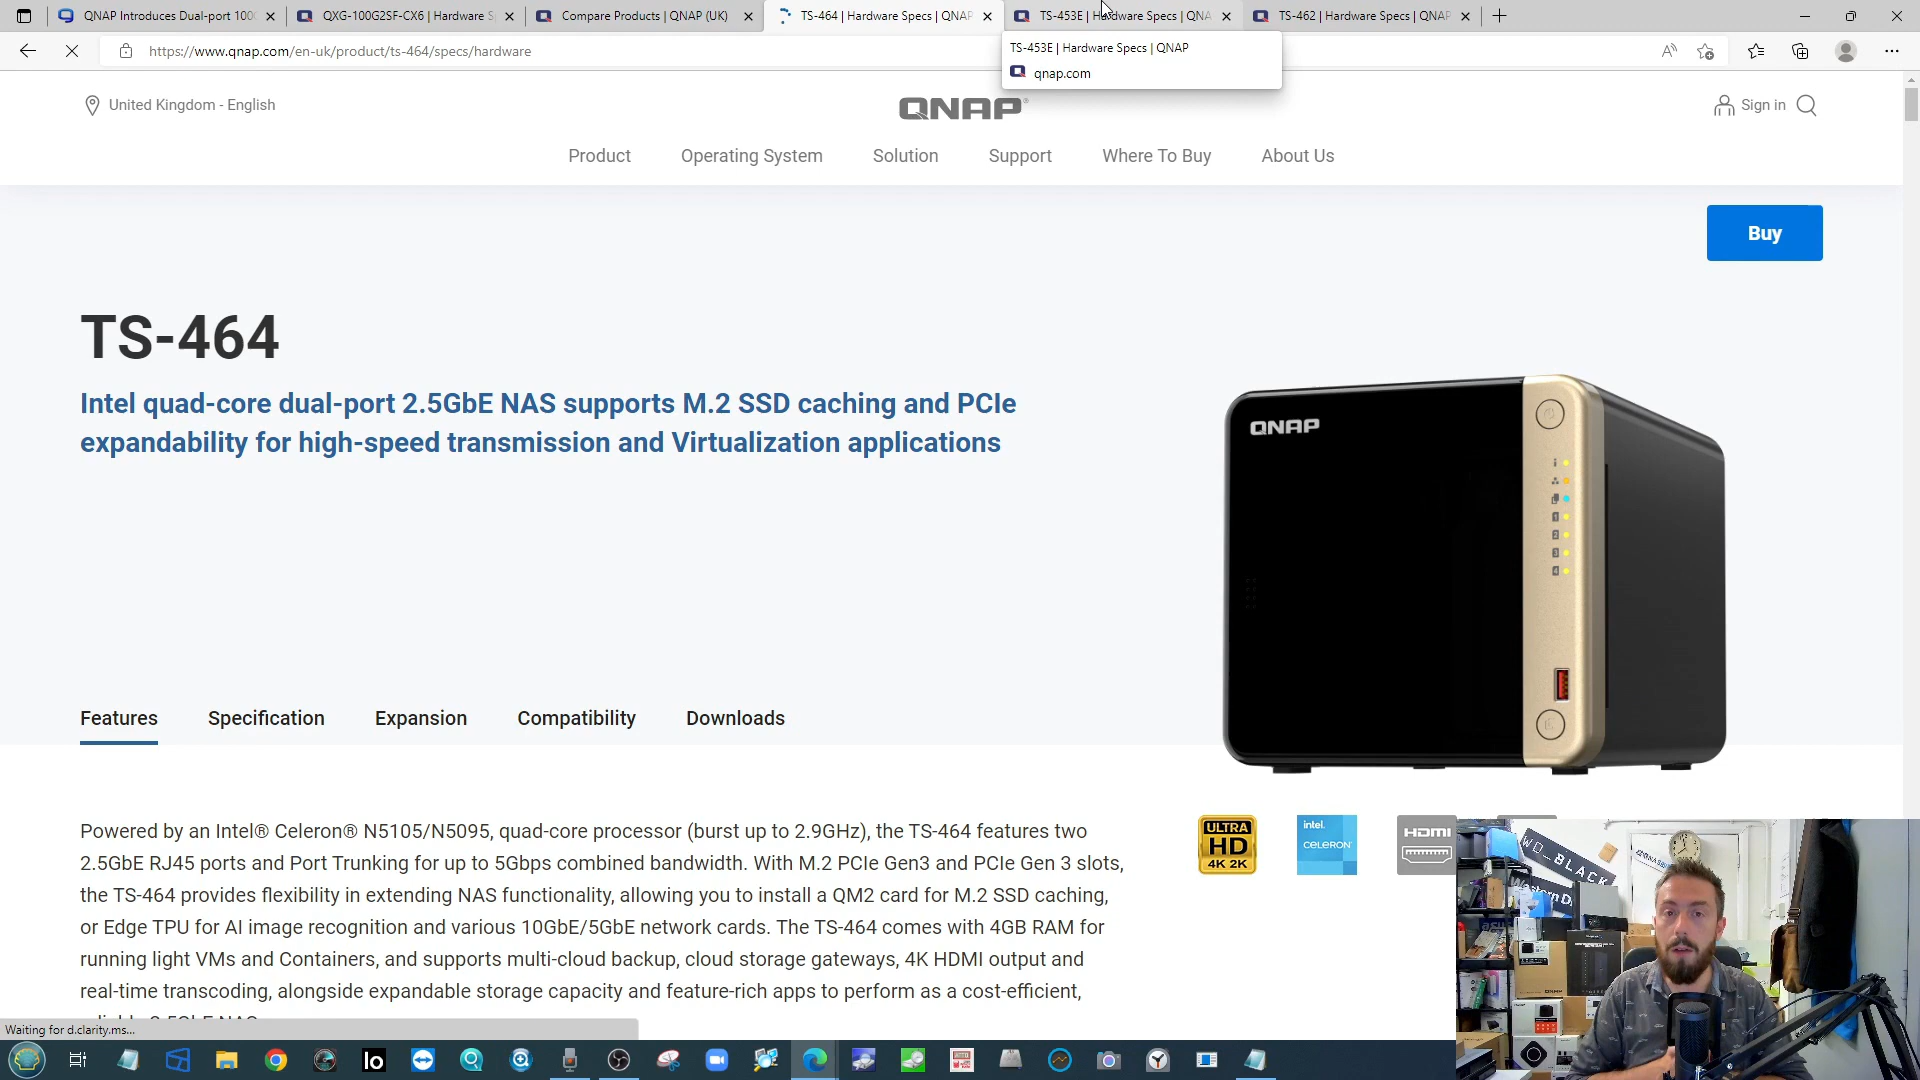 QNAP Introduces Dual-port 100
QXG-100G2SF-CX6 | Hardware S
Compare Products | QNAP (UK)
TS-464 | Hardware Specs | QNAP
TS-453E | Hardware Specs | QNA
TS-462 | Hardware Specs | QNAP
https://www.qnap.com/en-uk/product/ts-464/specs/hardware
TS-453E | Hardware Specs | QNAP
qnap.com
United Kingdom - English
QNAP
Sign in
Product
Operating System
Solution
Support
Where To Buy
About Us
Buy
TS-464
Intel quad-core dual-port 2.5GbE NAS supports M.2 SSD caching and PCIe
expandability for high-speed transmission and Virtualization applications
QNAP
Features
Specification
Expansion
Compatibility
Downloads
Powered by an Intel® Celeron® N5105/N5095, quad-core processor (burst up to 2.9GHz), the TS-464 features two
2.5GbE RJ45 ports and Port Trunking for up to 5Gbps combined bandwidth. With M.2 PCIe Gen3 and PCIe Gen 3 slots,
the TS-464 provides flexibility in extending NAS functionality, allowing you to install a QM2 card for M.2 SSD caching,
or Edge TPU for AI image recognition and various 10GbE/5GbE network cards. The TS-464 comes with 4GB RAM for
running light VMs and Containers, and supports multi-cloud backup, cloud storage gateways, 4K HDMI output and
real-time transcoding, alongside expandable storage capacity and feature-rich apps to perform as a cost-efficient,
ULTRA
HD
4K 2K
intel.
CELERON
HDMI
WD_BLACK
Western D
Waiting for d.clarity.ms...